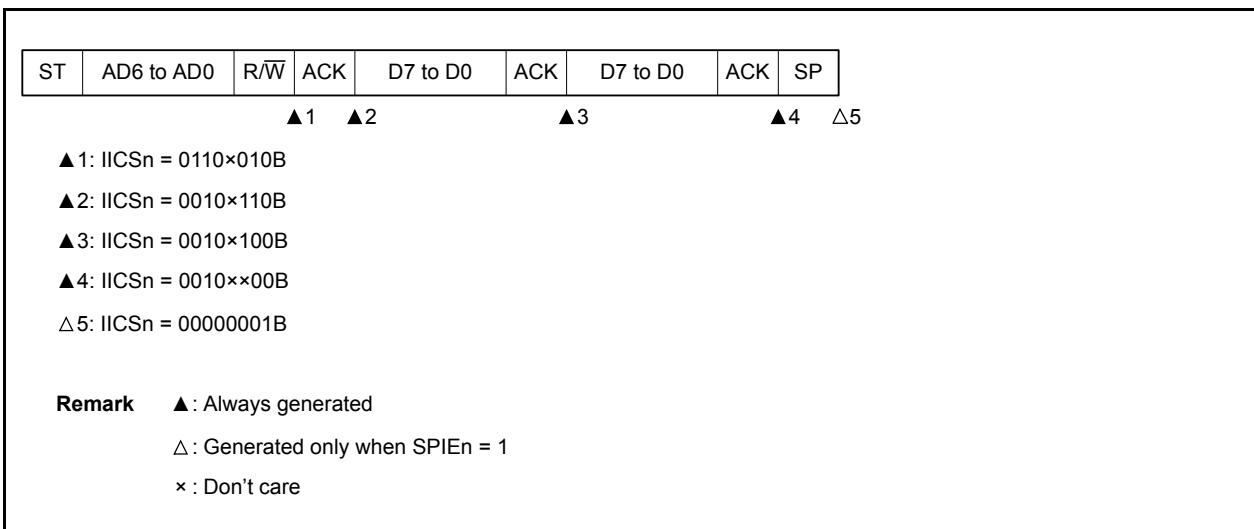 ST AD6 to AD0 R/W̅ ACK D7 to D0 ACK D7 to D0 ACK SP
▲1 ▲2 ▲3 ▲4 △5
▲1: IICSn = 0110×010B
▲2: IICSn = 0010×110B
▲3: IICSn = 0010×100B
▲4: IICSn = 0010××00B
△5: IICSn = 00000001B
Remark ▲: Always generated
△: Generated only when SPIEn = 1
×: Don't care